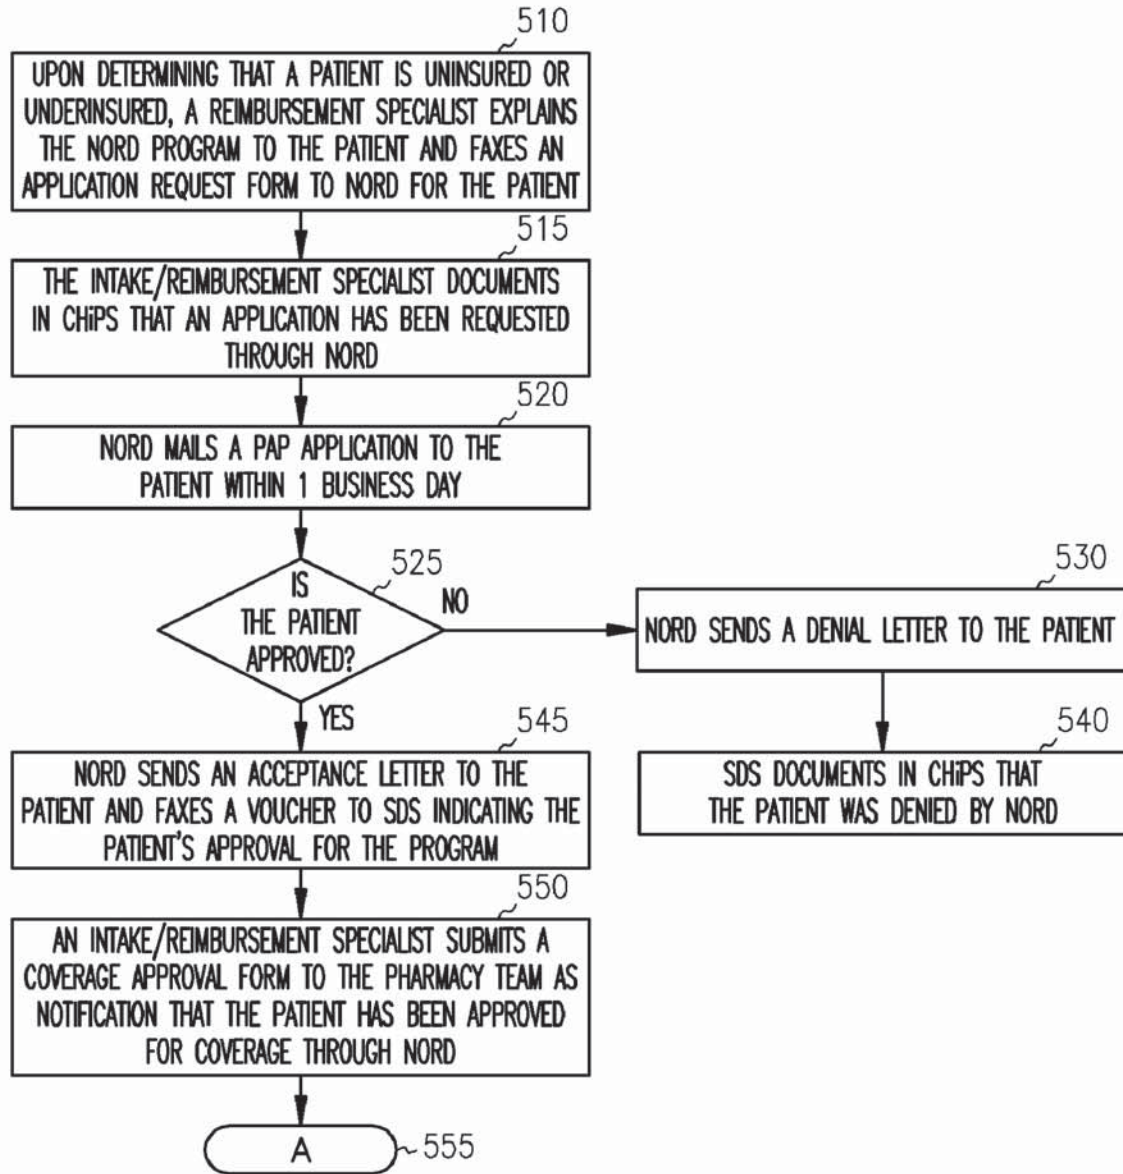 510
UPON DETERMINING THAT A PATIENT IS UNINSURED OR
UNDERINSURED, A REIMBURSEMENT SPECIALIST EXPLAINS
THE NORD PROGRAM TO THE PATIENT AND FAXES AN
APPLICATION REQUEST FORM TO NORD FOR THE PATIENT
515
THE INTAKE/REIMBURSEMENT SPECIALIST DOCUMENTS
IN CHiPS THAT AN APPLICATION HAS BEEN REQUESTED
THROUGH NORD
520
NORD MAILS A PAP APPLICATION TO THE
PATIENT WITHIN 1 BUSINESS DAY
525
IS
THE PATIENT
APPROVED?
NO
530
NORD SENDS A DENIAL LETTER TO THE PATIENT
540
SDS DOCUMENTS IN CHiPS THAT
THE PATIENT WAS DENIED BY NORD
YES
545
NORD SENDS AN ACCEPTANCE LETTER TO THE
PATIENT AND FAXES A VOUCHER TO SDS INDICATING THE
PATIENT'S APPROVAL FOR THE PROGRAM
550
AN INTAKE/REIMBURSEMENT SPECIALIST SUBMITS A
COVERAGE APPROVAL FORM TO THE PHARMACY TEAM AS
NOTIFICATION THAT THE PATIENT HAS BEEN APPROVED
FOR COVERAGE THROUGH NORD
A
555